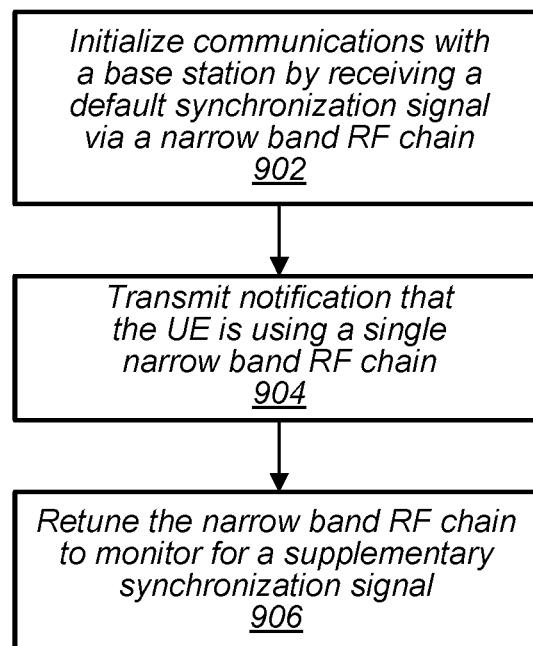 Initialize communications with
a base station by receiving a
default synchronization signal
via a narrow band RF chain
902
Transmit notification that
the UE is using a single
narrow band RF chain
904
Retune the narrow band RF chain
to monitor for a supplementary
synchronization signal
906